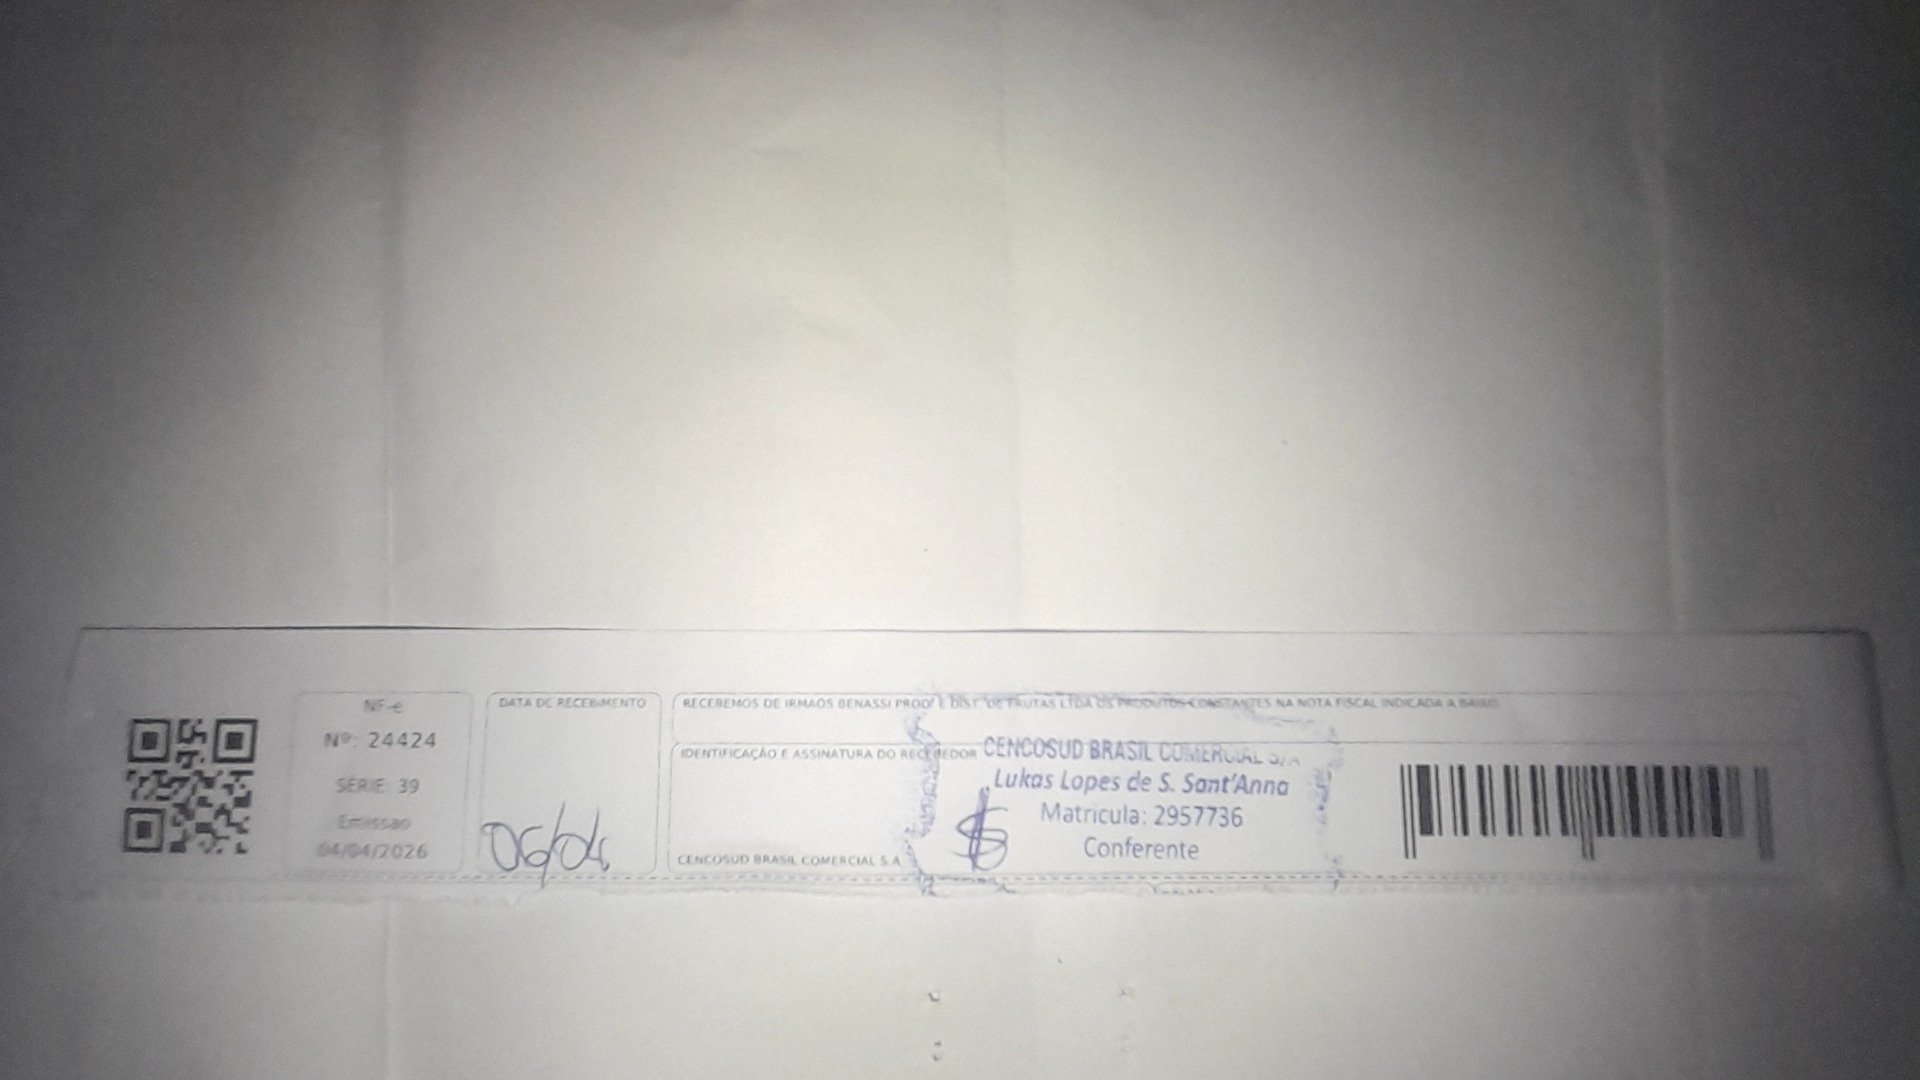 NF-e
Nº: 24424
SÉRIE: 39
Emissão
04/04/2026
DATA DE RECEBIMENTO
06/04
RECEBEMOS DE IRMAOS BENASSI PROD E DIST DE FRUTAS LTDA OS PRODUTOS CONSTANTES NA NOTA FISCAL INDICADA A BAIXO
IDENTIFICAÇÃO E ASSINATURA DO RECEBEDOR
CENCOSUD BRASIL COMERCIAL S.A
CENCOSUD BRASIL COMERCIAL S/A
Lukas Lopes de S. Sant'Anna
Matricula: 2957736
Conferente